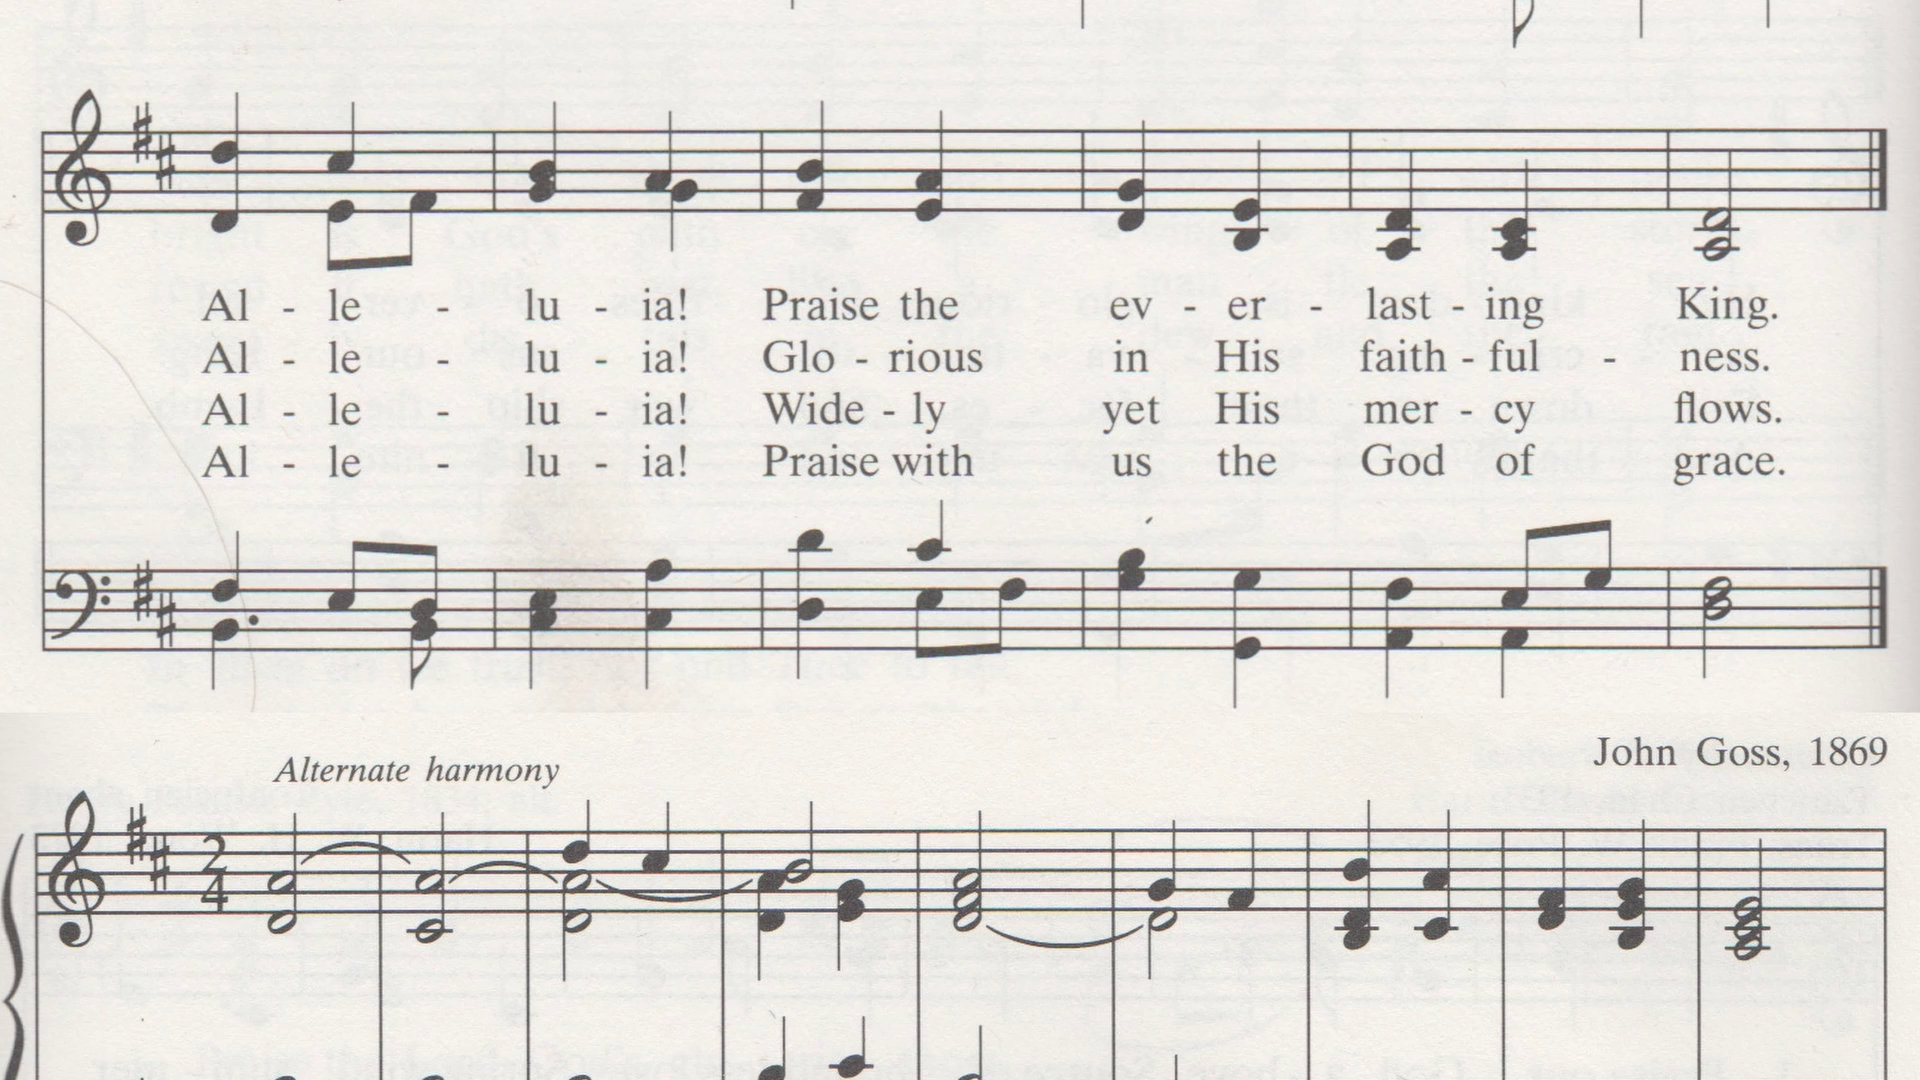 Al - le - lu - ia! Praise the ev - er - last - ing King.
Al - le - lu - ia! Glo - rious in His faith - ful - ness.
Al - le - lu - ia! Wide - ly yet His mer - cy flows.
Al - le - lu - ia! Praise with us the God of grace.
John Goss, 1869
Alternate harmony
2
4